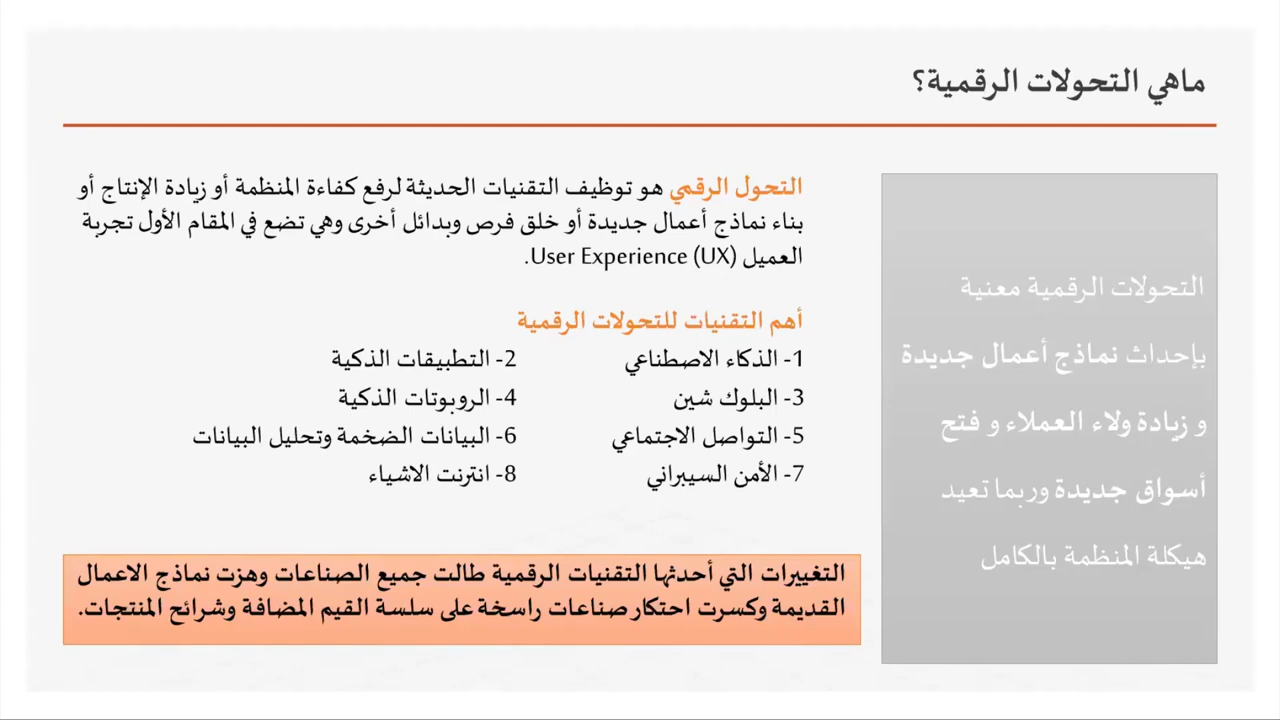 ماهي التحولات الرقمية؟
التحولات الرقمية معنية
بإحداث نماذج أعمال جديدة
و زيادة ولاء العملاء و فتح
أسواق جديدة وربما تعيد
هيكلة المنظمة بالكامل
التحول الرقمي هو توظيف التقنيات الحديثة لرفع كفاءة المنظمة أو زيادة الإنتاج أو
بناء نماذج أعمال جديدة أو خلق فرص وبدائل أخرى وهي تضع في المقام الأول تجربة
العميل User Experience (UX).
أهم التقنيات للتحولات الرقمية
1- الذكاء الاصطناعي 2- التطبيقات الذكية
3- البلوك شين 4- الروبوتات الذكية
5- التواصل الاجتماعي 6- البيانات الضخمة وتحليل البيانات
7- الأمن السيبراني 8- انترنت الاشياء
التغييرات التي أحدثها التقنيات الرقمية طالت جميع الصناعات وهزت نماذج الاعمال
القديمة وكسرت احتكار صناعات راسخة على سلسة القيم المضافة وشرائح المنتجات.